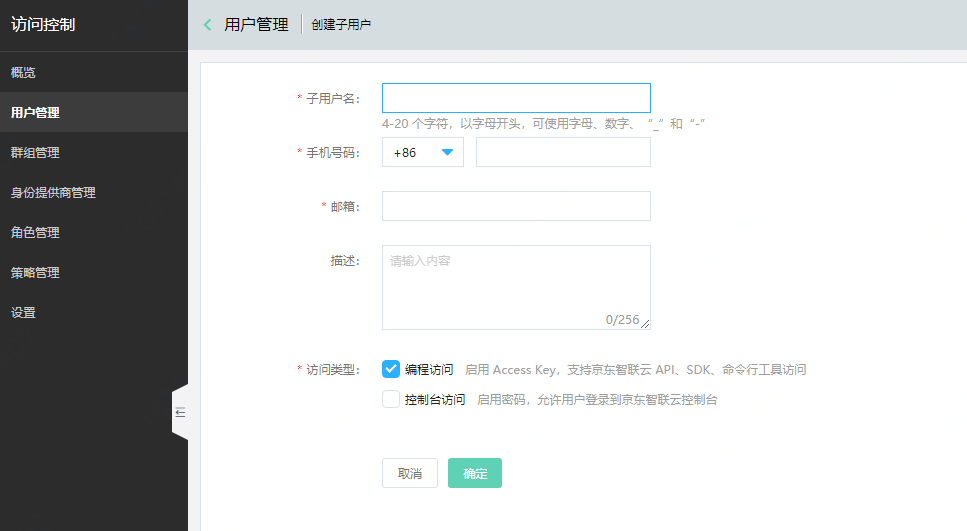 访问控制
用户管理 创建子用户
概览
用户管理
群组管理
身份提供商管理
角色管理
策略管理
设置
* 子用户名：
4-20 个字符，以字母开头，可使用字母、数字、“_”和“-”
* 手机号码： +86
* 邮箱：
描述： 请输入内容
0/256
* 访问类型： 编程访问 启用 Access Key，支持京东智联云 API、SDK、命令行工具访问
控制台访问 启用密码，允许用户登录到京东智联云控制台
取消 确定